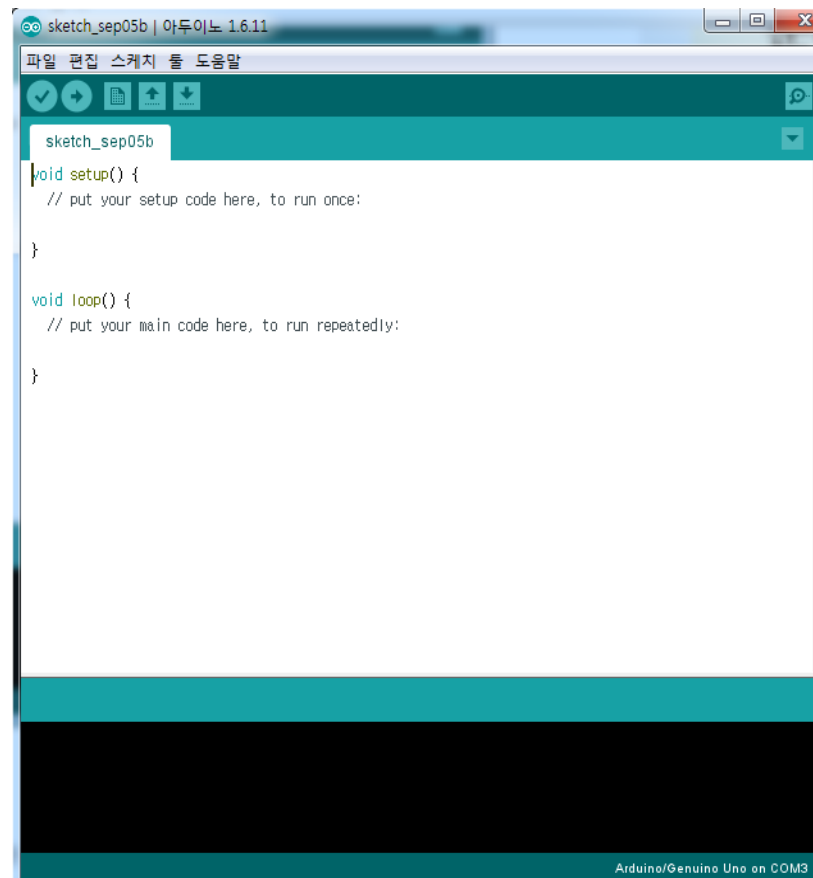 sketch_sep05b | 아두이노 1.6.11
파일 편집 스케치 툴 도움말
sketch_sep05b
void setup() {
// put your setup code here, to run once:
}
void loop() {
// put your main code here, to run repeatedly:
}
Arduino/Genuino Uno on COM3